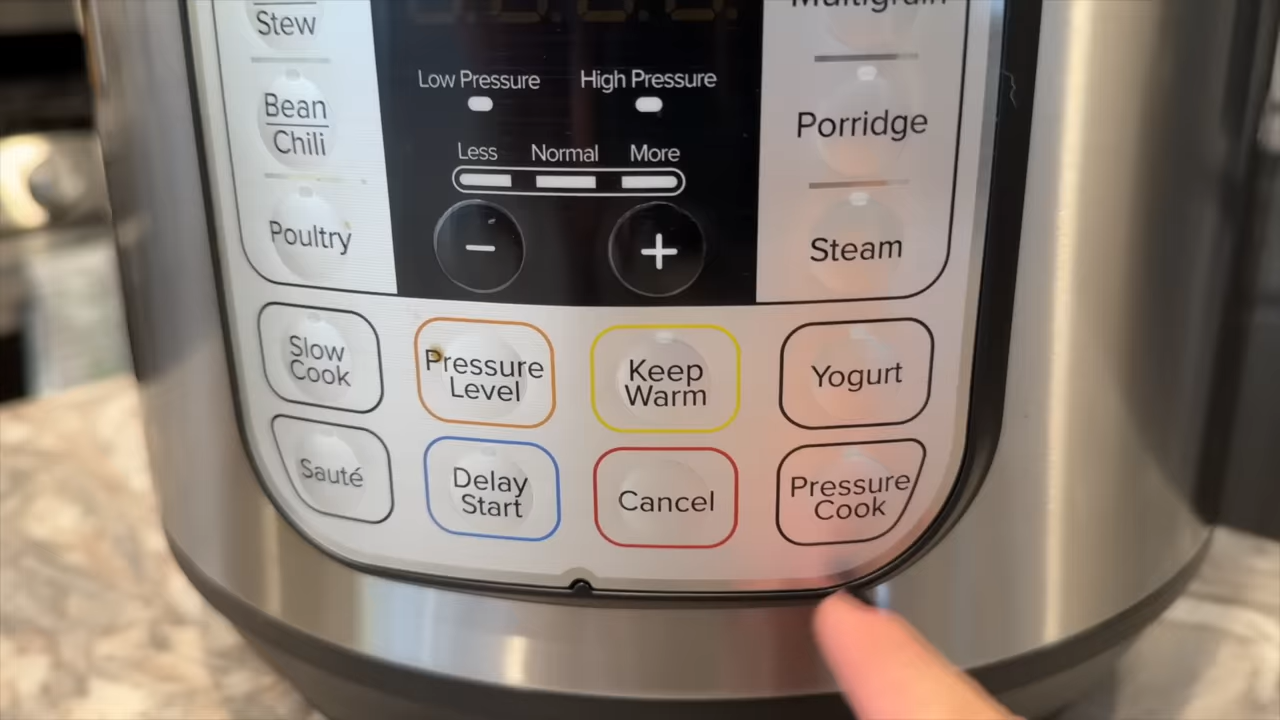 Stew
Bean
Chili
Poultry
Low Pressure High Pressure
Less Normal More
− +
Multigrain
Porridge
Steam
Slow
Cook
Pressure
Level
Keep
Warm
Yogurt
Sauté
Delay
Start
Cancel
Pressure
Cook